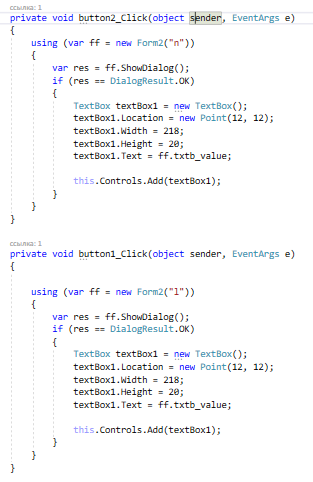 ссылка: 1
private void button2_Click(object sender, EventArgs e)
{
using (var ff = new Form2("n"))
{
var res = ff.ShowDialog();
if (res == DialogResult.OK)
{
TextBox textBox1 = new TextBox();
textBox1.Location = new Point(12, 12);
textBox1.Width = 218;
textBox1.Height = 20;
textBox1.Text = ff.txtb_value;
this.Controls.Add(textBox1);
}
}
}
ссылка: 1
private void button1_Click(object sender, EventArgs e)
{
using (var ff = new Form2("l"))
{
var res = ff.ShowDialog();
if (res == DialogResult.OK)
{
TextBox textBox1 = new TextBox();
textBox1.Location = new Point(12, 12);
textBox1.Width = 218;
textBox1.Height = 20;
textBox1.Text = ff.txtb_value;
this.Controls.Add(textBox1);
}
}
}